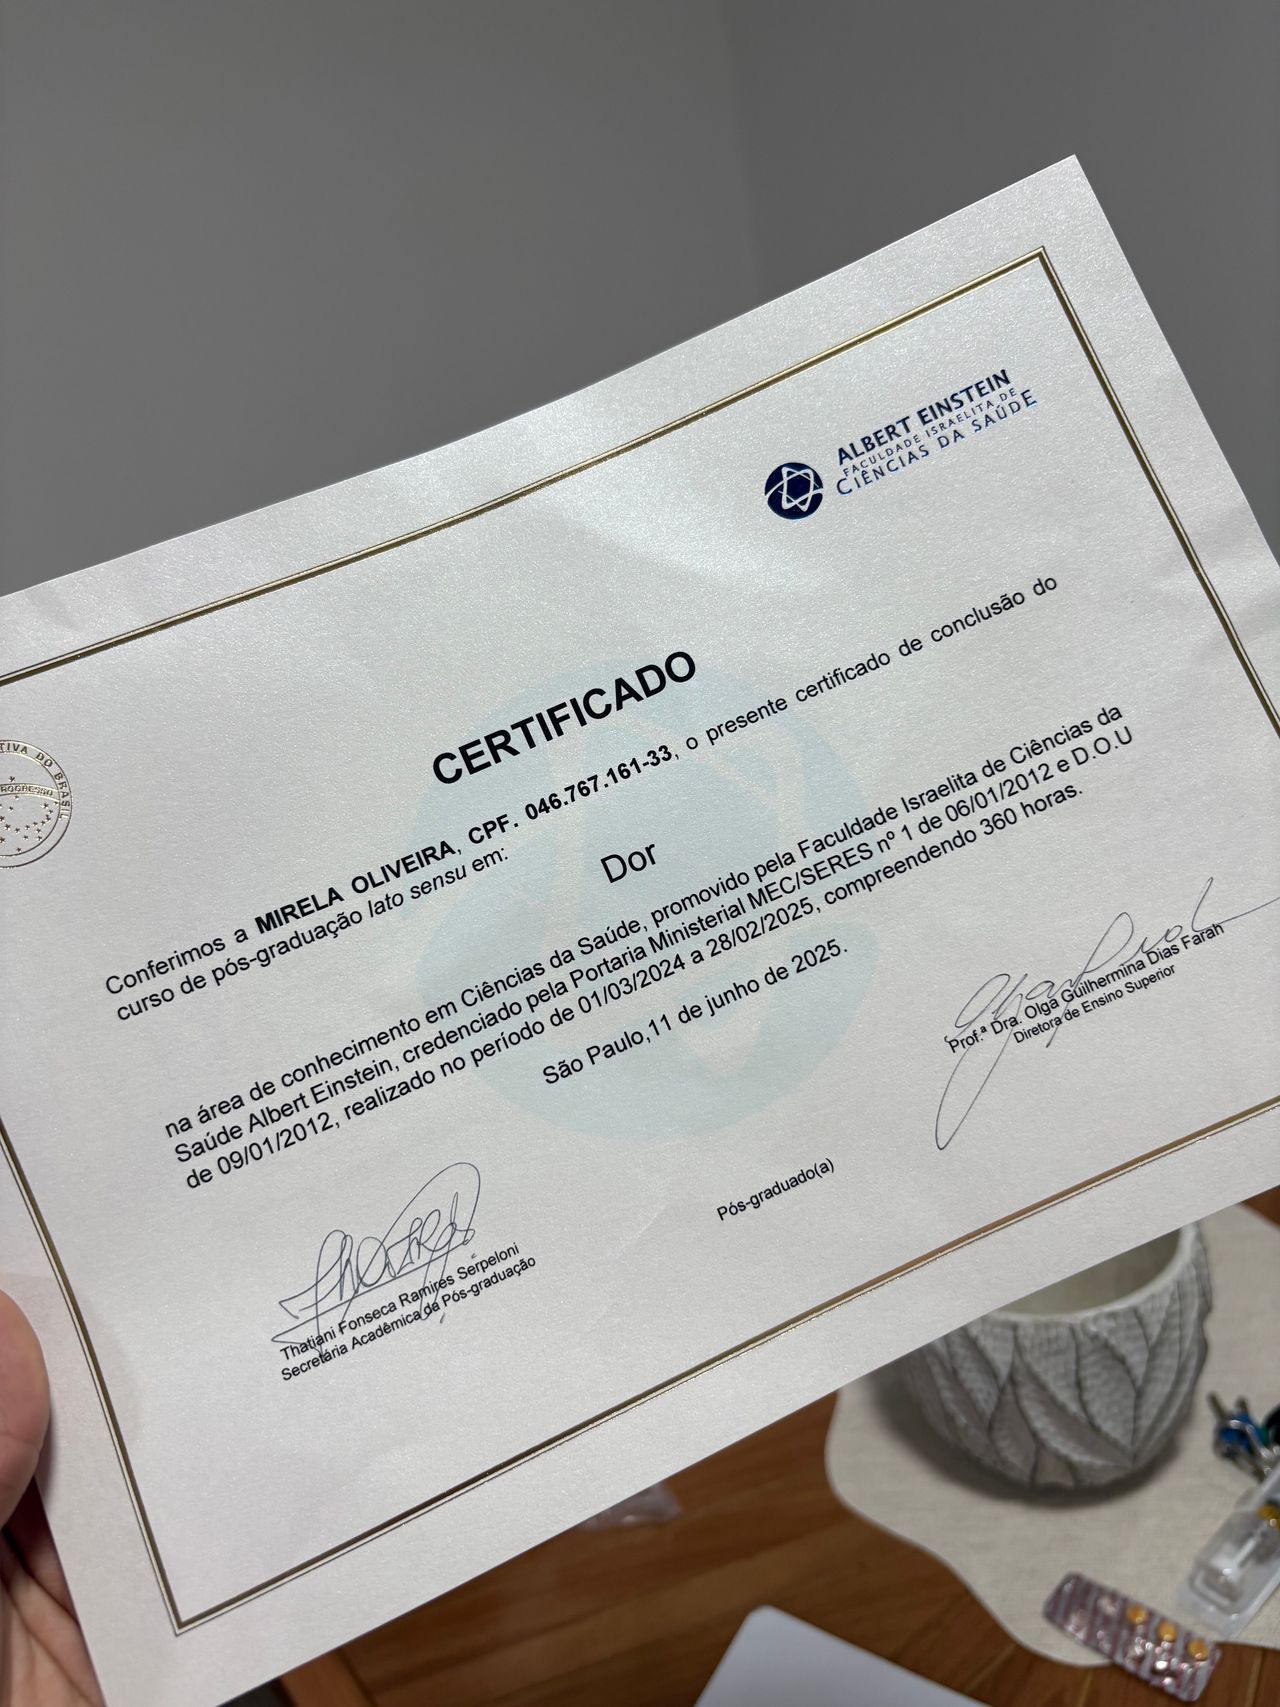 ALBERT EINSTEIN
FACULDADE ISRAELITA DE
CIÊNCIAS DA SAÚDE
CERTIFICADO
Conferimos a MIRELA OLIVEIRA, CPF. 046.767.161-33, o presente certificado de conclusão do
curso de pós-graduação lato sensu em:
Dor
na área de conhecimento em Ciências da Saúde, promovido pela Faculdade Israelita de Ciências da
Saúde Albert Einstein, credenciado pela Portaria Ministerial MEC/SERES nº 1 de 06/01/2012 e D.O.U
de 09/01/2012, realizado no período de 01/03/2024 a 28/02/2025, compreendendo 360 horas.
São Paulo,11 de junho de 2025.
DO BRASIL
PROGRESSO
Prof.ª Dra. Olga Guilhermina Dias Farah
Diretora de Ensino Superior
Pós-graduado(a)
Thatiani Fonseca Ramires Serpeloni
Secretária Acadêmica da Pós-graduação